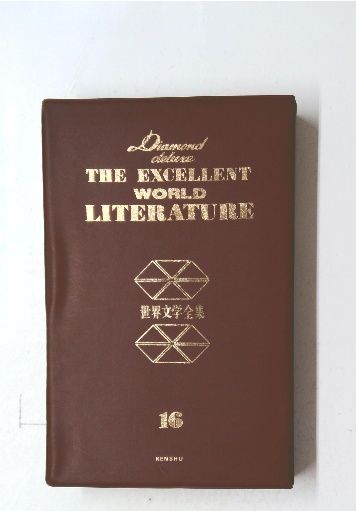 Diamond
deluxe
THE EXCELLENT
WORLD
LITERATURE
世界文学全集
16
KENSHU